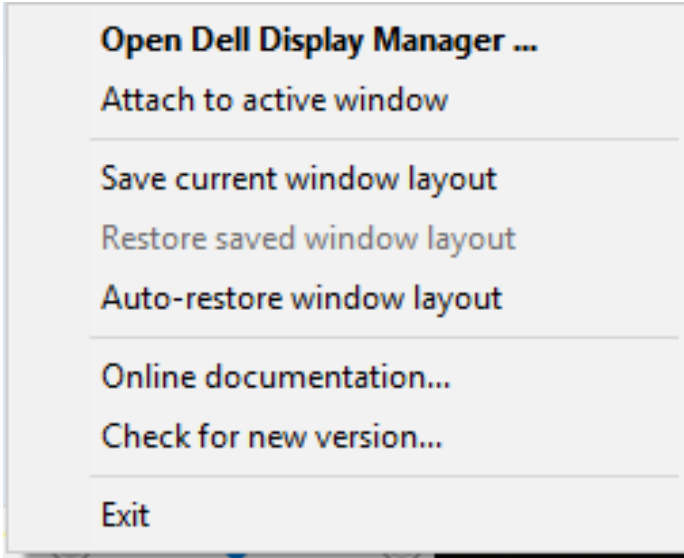 Open Dell Display Manager ...
Attach to active window
Save current window layout
Restore saved window layout
Auto-restore window layout
Online documentation...
Check for new version...
Exit